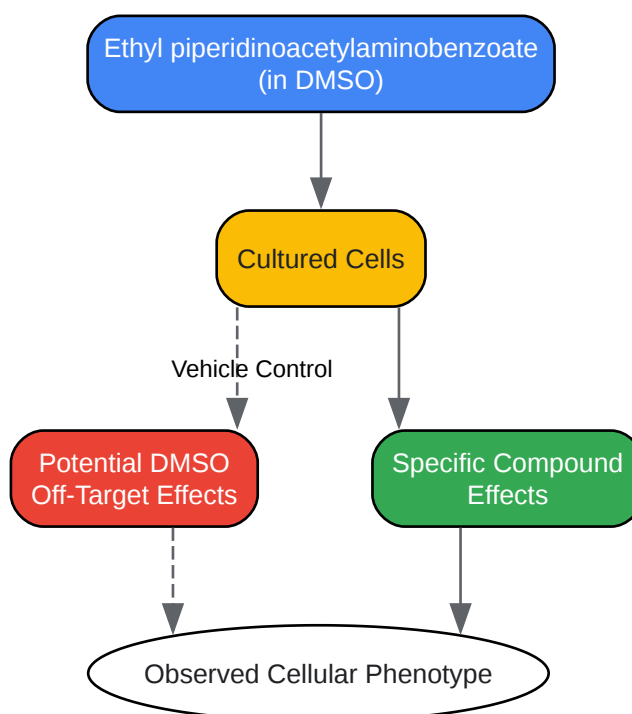 Ethyl piperidinoacetylaminobenzoate
(in DMSO)
Cultured Cells
Vehicle Control
Potential DMSO
Off-Target Effects
Specific Compound
Effects
Observed Cellular Phenotype